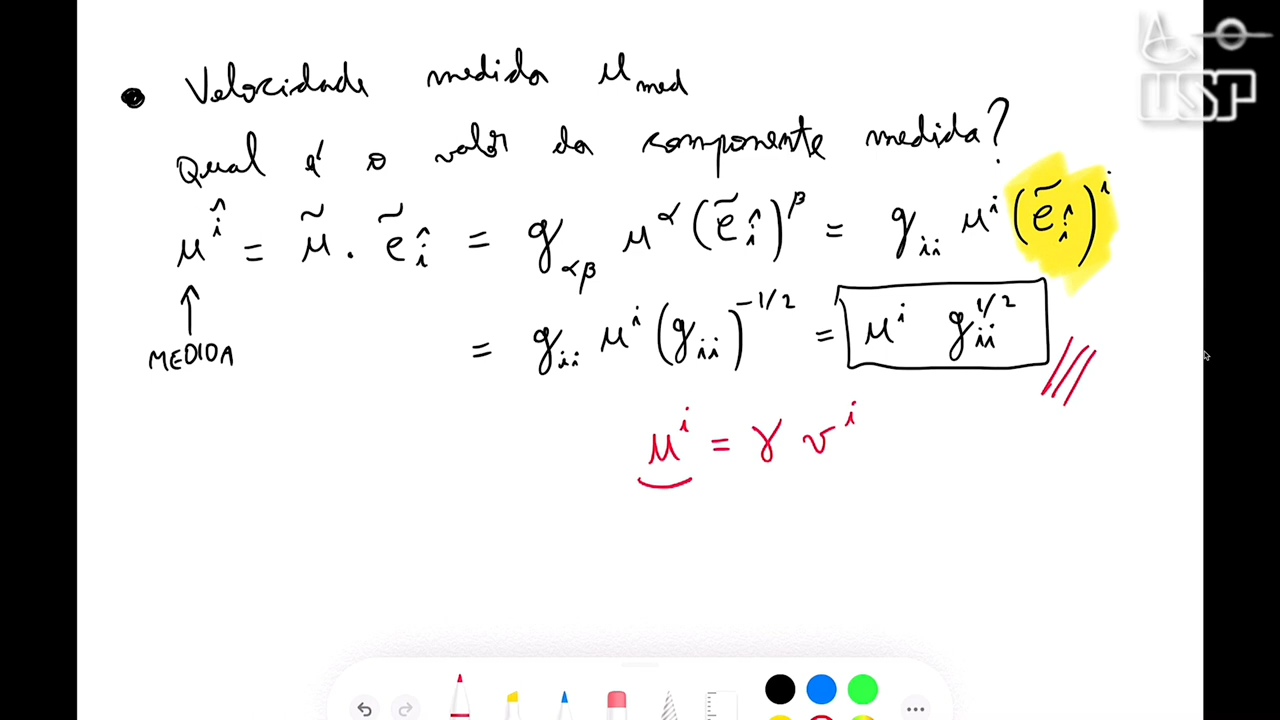 USP
• Velocidade medida u_med
Qual é o valor da componente medida?
u^î = ũ · ẽ_î = g_αβ u^α (ẽ_î)^β = g_ii u^i (ẽ_î)^i
= g_ii u^i (g_ii)^-1/2 = u^i g_ii^1/2
↑
MEDIDA
u^i = γ v^i